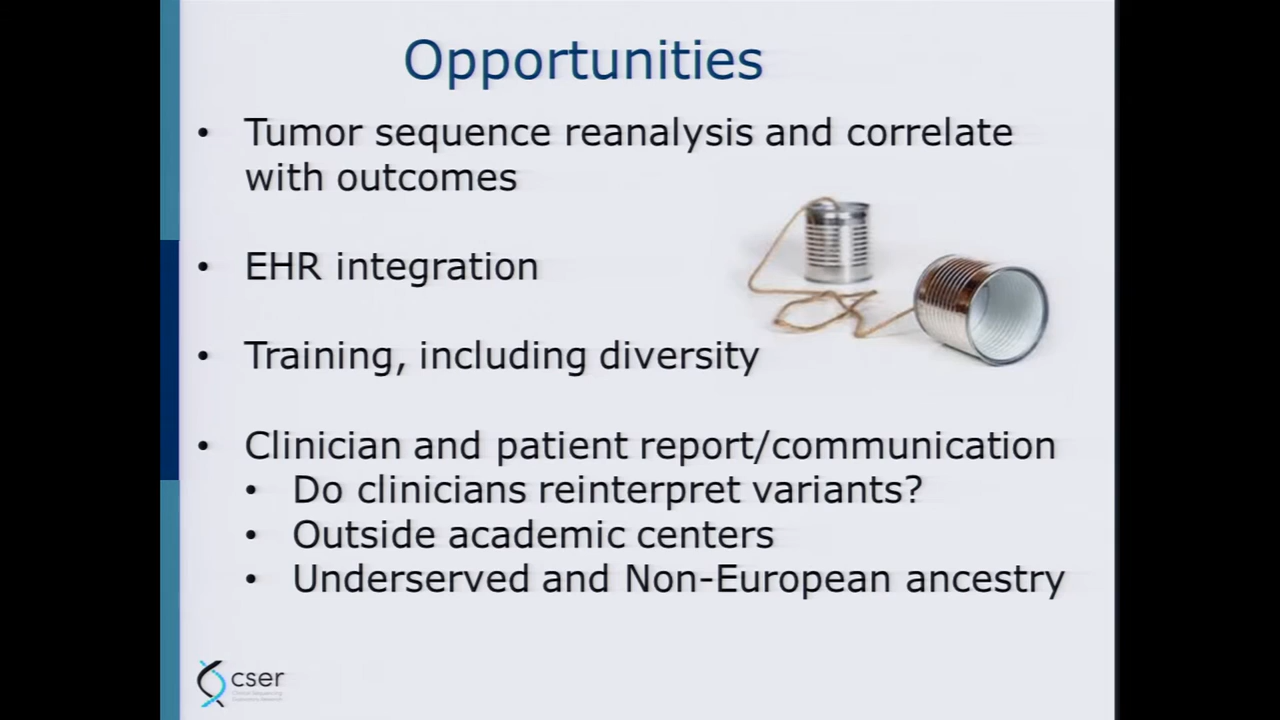 Opportunities
• Tumor sequence reanalysis and correlate
with outcomes
• EHR integration
• Training, including diversity
• Clinician and patient report/communication
• Do clinicians reinterpret variants?
• Outside academic centers
• Underserved and Non-European ancestry
cser